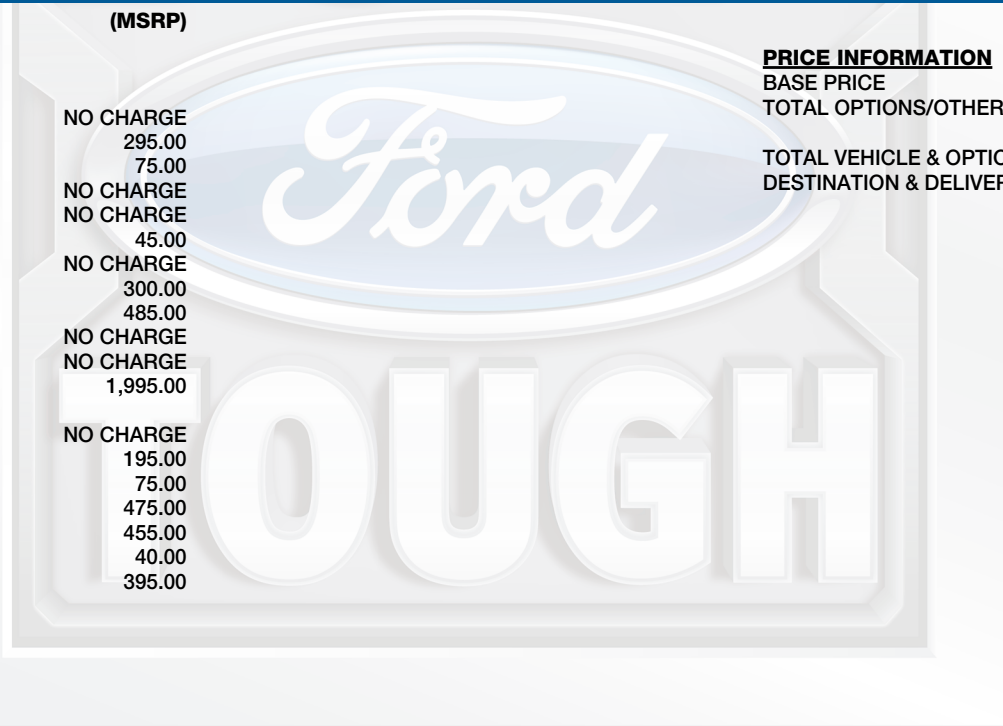 (MSRP)
NO CHARGE
295.00
75.00
NO CHARGE
NO CHARGE
45.00
NO CHARGE
300.00
485.00
NO CHARGE
NO CHARGE
1,995.00
NO CHARGE
195.00
75.00
475.00
455.00
40.00
395.00
PRICE INFORMATION
BASE PRICE
TOTAL OPTIONS/OTHER
TOTAL VEHICLE & OPTIO
DESTINATION & DELIVER
Ford
TOUGH